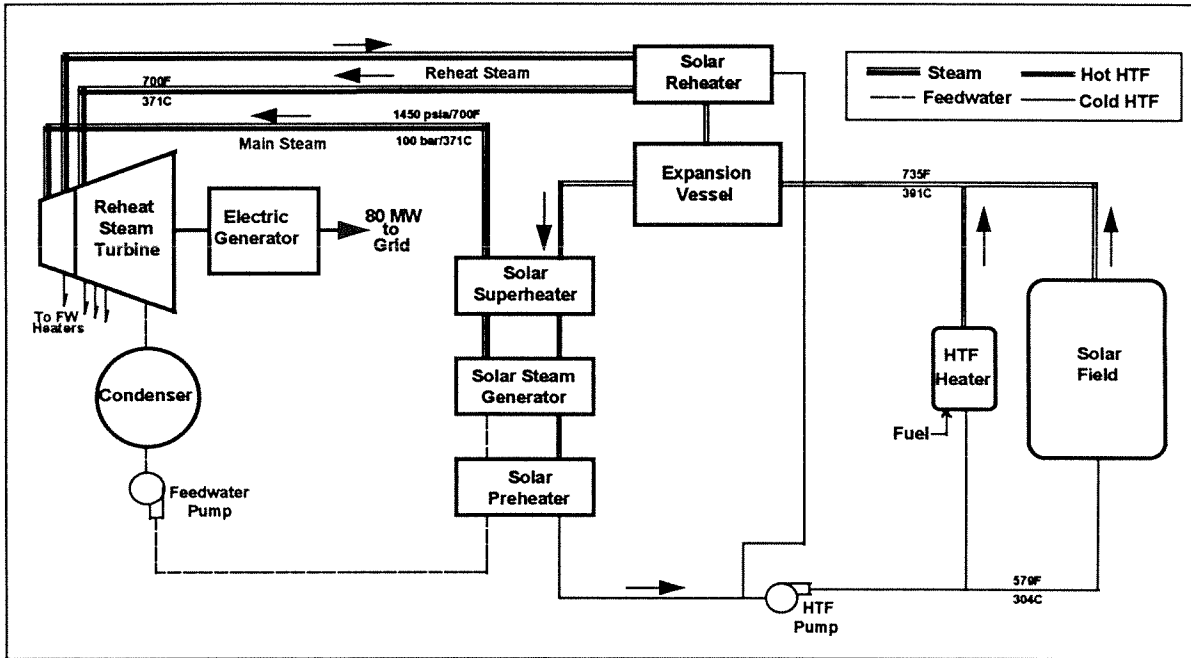 Solar
Reheater
Steam
Hot HTF
Feedwater
Cold HTF
Reheat Steam
700F
371C
1450 psia/700F
Main Steam
100 bar/371C
Expansion
Vessel
735F
391C
Reheat
Steam
Turbine
Electric
Generator
80 MW
to
Grid
Solar
Superheater
To FW
Heaters
HTF
Heater
Solar
Field
Condenser
Solar Steam
Generator
Fuel
Feedwater
Pump
Solar
Preheater
579F
304C
HTF
Pump